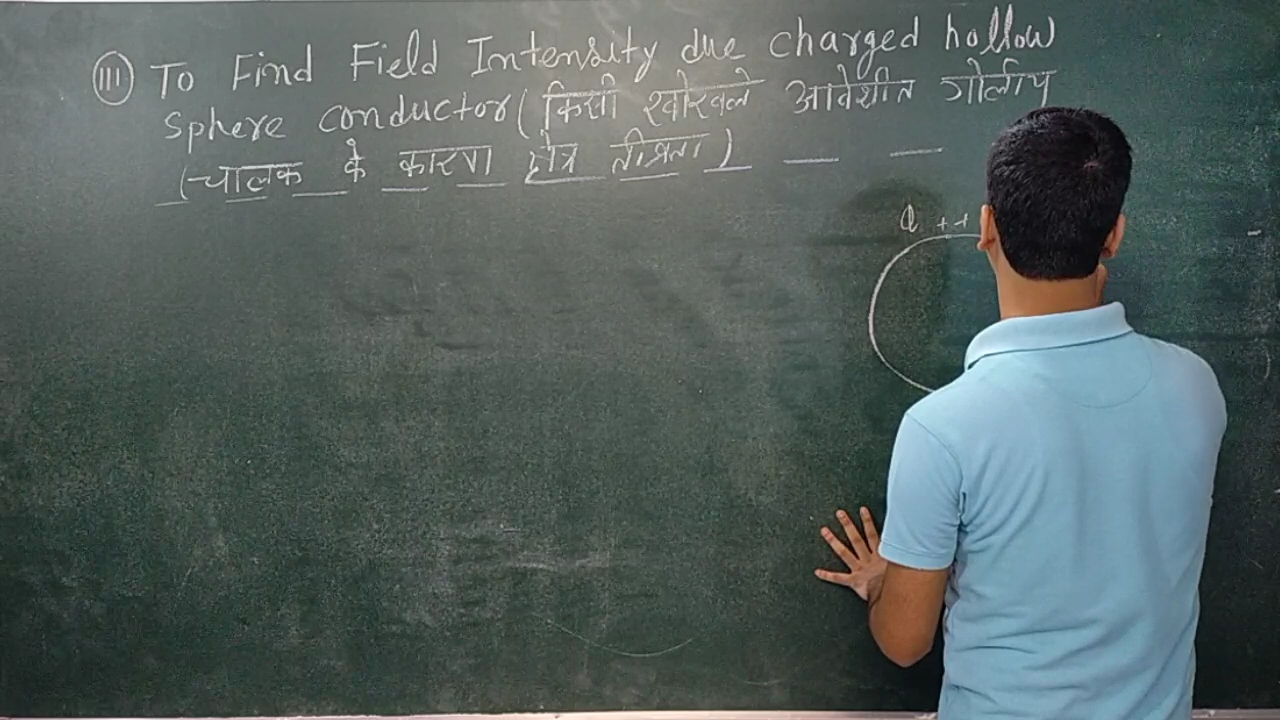 (III) To Find Field Intensity due charged hollow
Sphere conductor (किसी खोखले आवेशीत गोलीय
(चालक के कारण क्षेत्र तीव्रता)
Q ++